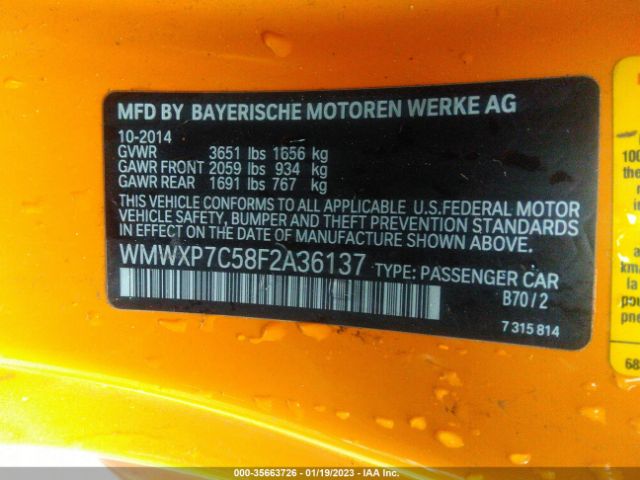 MFD BY BAYERISCHE MOTOREN WERKE AG
10-2014
GVWR 3651 lbs 1656 kg
GAWR FRONT 2059 lbs 934 kg
GAWR REAR 1691 lbs 767 kg
THIS VEHICLE CONFORMS TO ALL APPLICABLE U.S.FEDERAL MOTOR
VEHICLE SAFETY, BUMPER AND THEFT PREVENTION STANDARDS
IN EFFECT ON THE DATE OF MANUFACTURE SHOWN ABOVE.
WMWXP7C58F2A36137 TYPE: PASSENGER CAR
B70/2
7 315 814
100
the
000-35663726 - 01/19/2023 - IAA Inc.